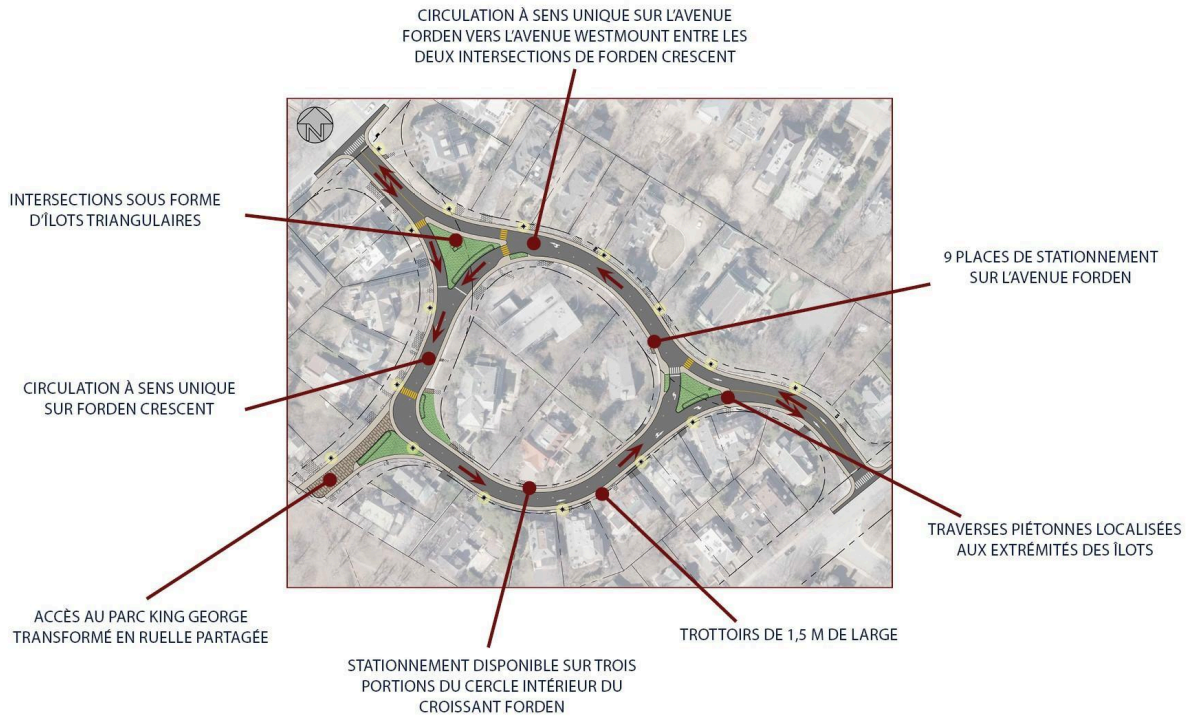 CIRCULATION À SENS UNIQUE SUR L'AVENUE
FORDEN VERS L'AVENUE WESTMOUNT ENTRE LES
DEUX INTERSECTIONS DE FORDEN CRESCENT
N
INTERSECTIONS SOUS FORME
D'ÎLOTS TRIANGULAIRES
9 PLACES DE STATIONNEMENT
SUR L'AVENUE FORDEN
CIRCULATION À SENS UNIQUE
SUR FORDEN CRESCENT
TRAVERSES PIÉTONNES LOCALISÉES
AUX EXTRÉMITÉS DES ÎLOTS
ACCÈS AU PARC KING GEORGE
TRANSFORMÉ EN RUELLE PARTAGÉE
TROTTOIRS DE 1,5 M DE LARGE
STATIONNEMENT DISPONIBLE SUR TROIS
PORTIONS DU CERCLE INTÉRIEUR DU
CROISSANT FORDEN